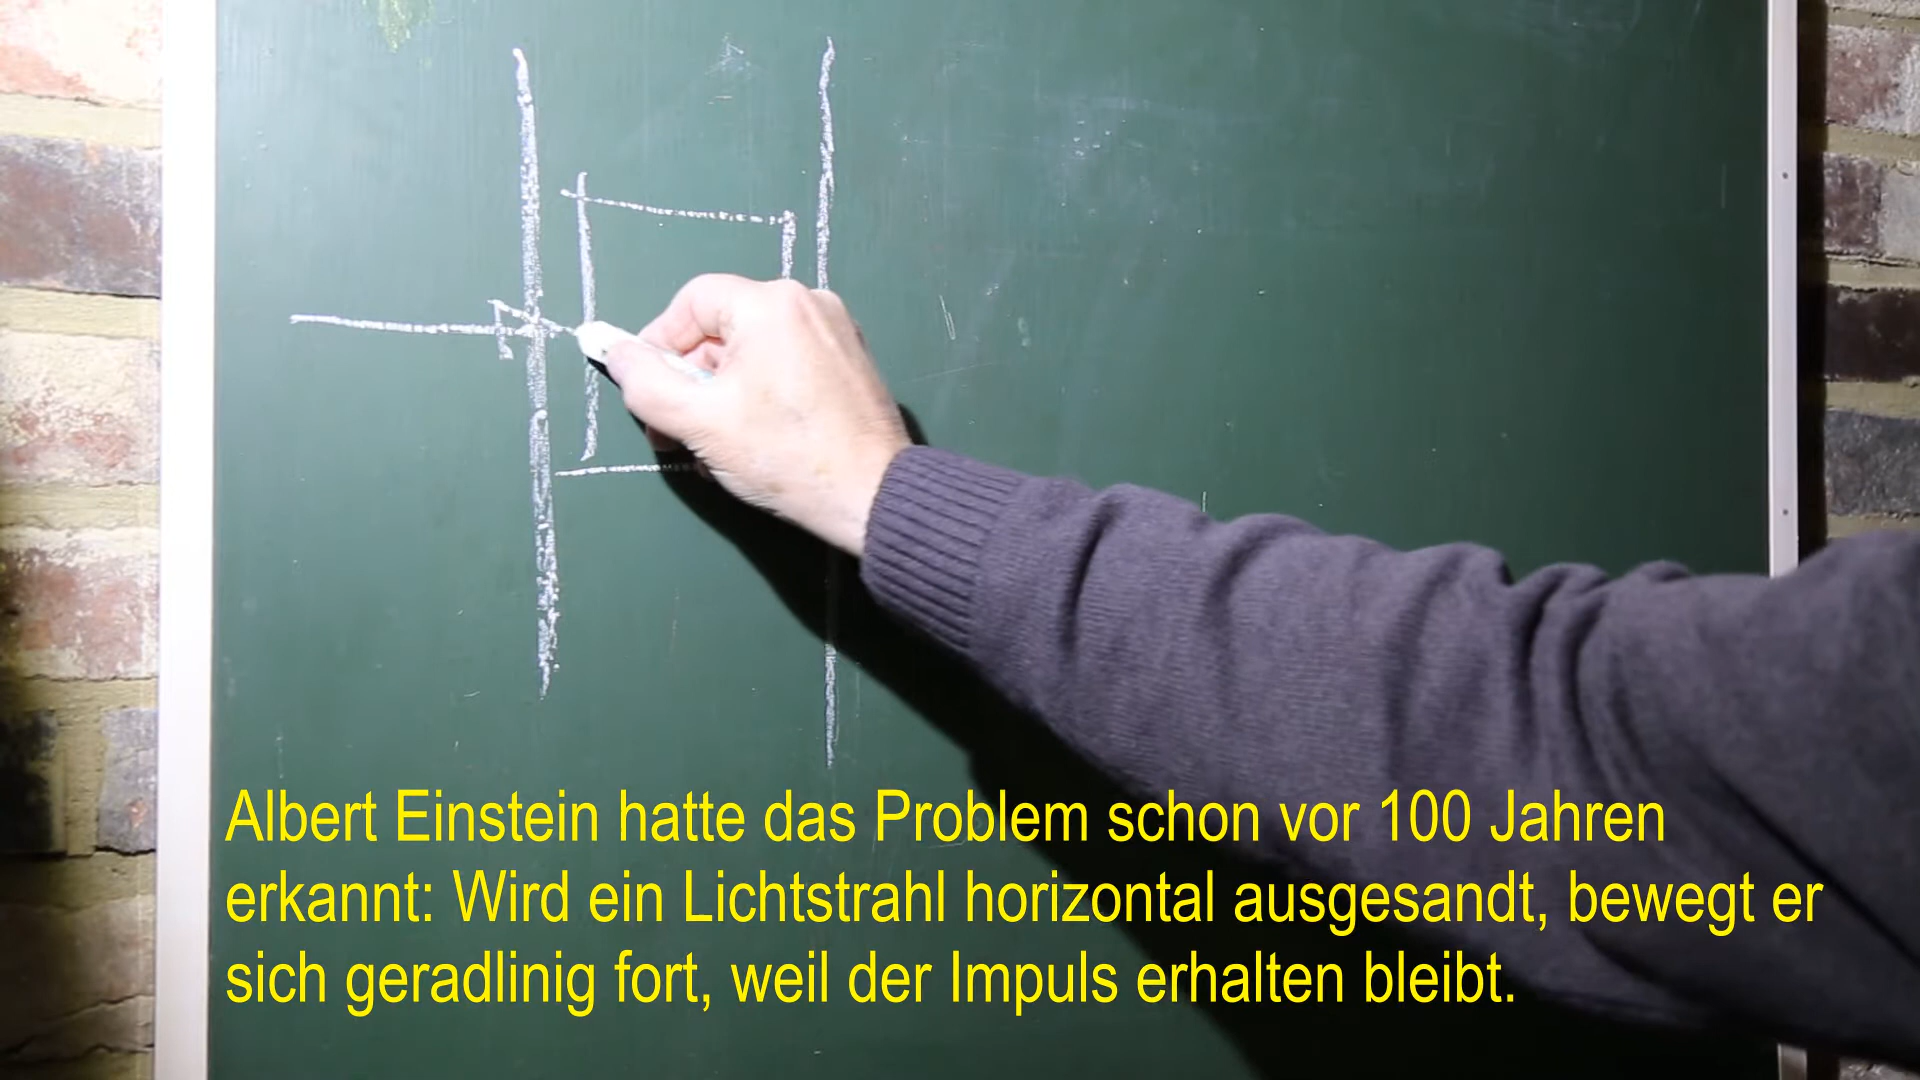 Albert Einstein hatte das Problem schon vor 100 Jahren
erkannt: Wird ein Lichtstrahl horizontal ausgesandt, bewegt er
sich geradlinig fort, weil der Impuls erhalten bleibt.